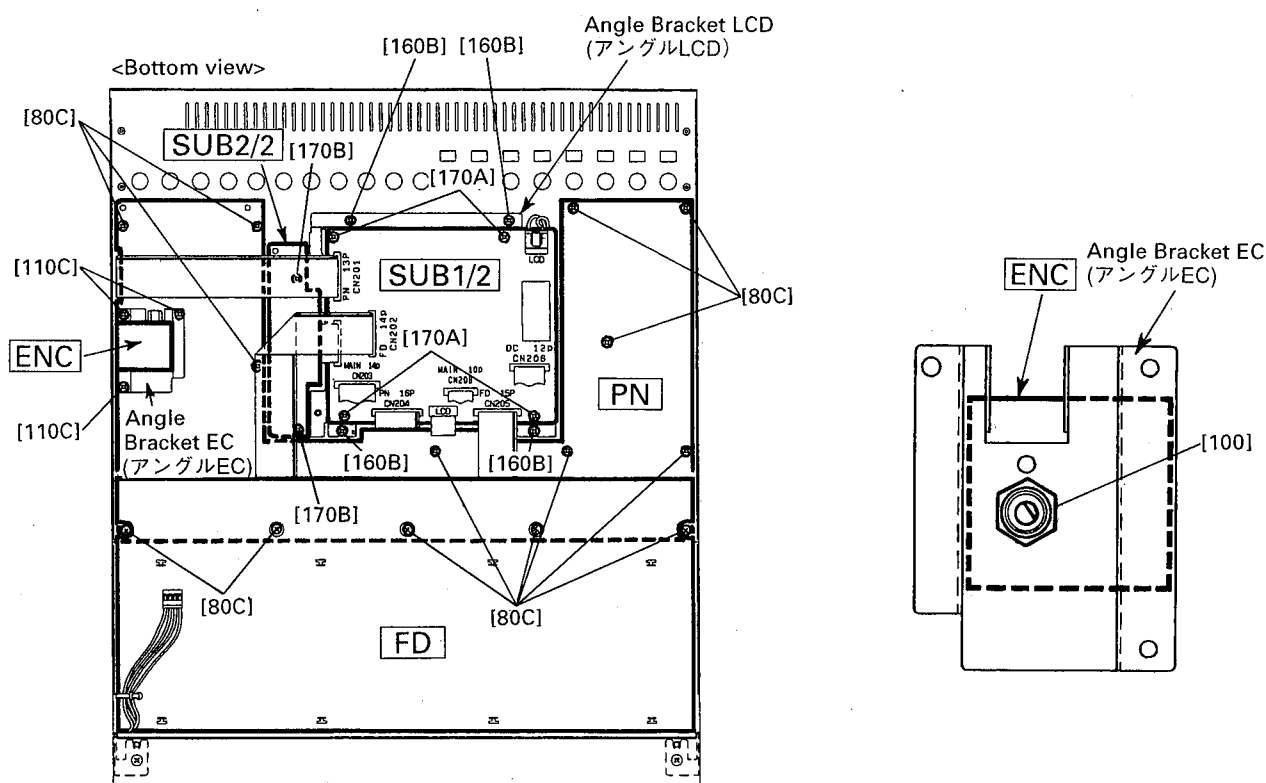 [160B] [160B]
Angle Bracket LCD
(アングルLCD)
<Bottom view>
[80C]
SUB2/2
[170B]
[170A]
LCD
PN 13P
CN201
SUB1/2
[110C]
[80C]
Angle Bracket EC
(アングルEC)
ENC
FD 14p
CN202
[170A]
DC 12p
CN206
ENC
MAIN 14p
CN203
MAIN 10p
CN208
PN
PN 16P
CN204
LCD
FD 15P
CN205
[110C]
Angle
Bracket EC
(アングルEC)
[160B]
[160B]
[100]
[170B]
[80C]
[80C]
FD